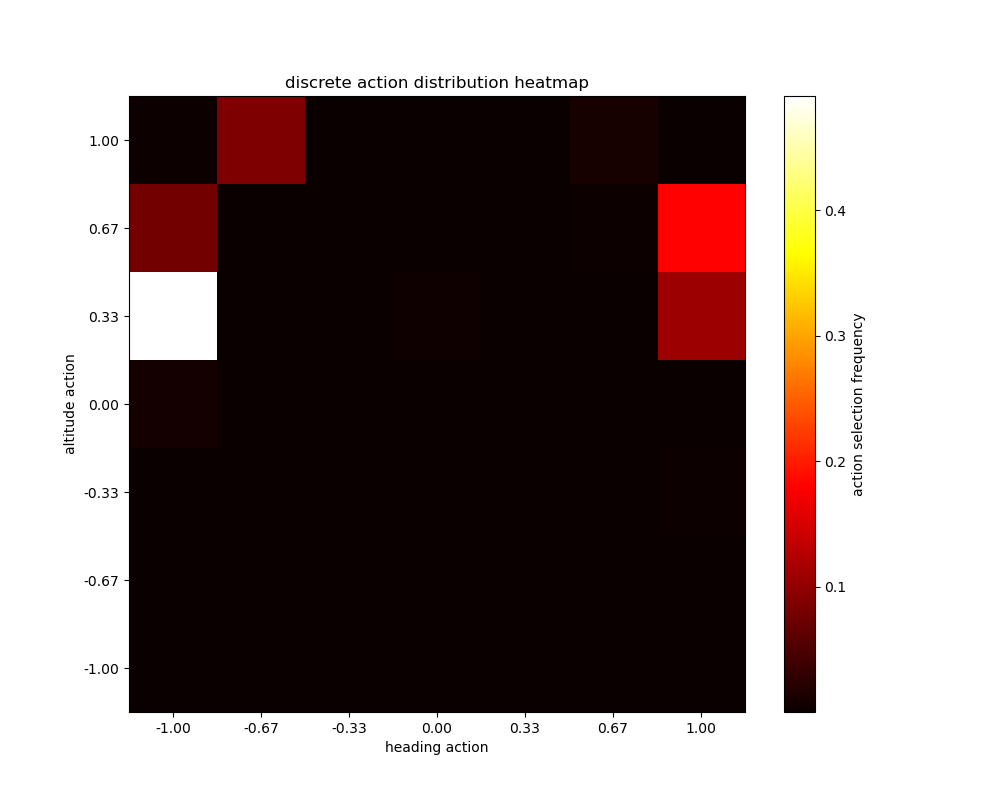 discrete action distribution heatmap
altitude action
1.00
0.67
0.33
0.00
-0.33
-0.67
-1.00
-1.00 -0.67 -0.33 0.00 0.33 0.67 1.00
heading action
0.4
0.3
0.2
0.1
action selection frequency